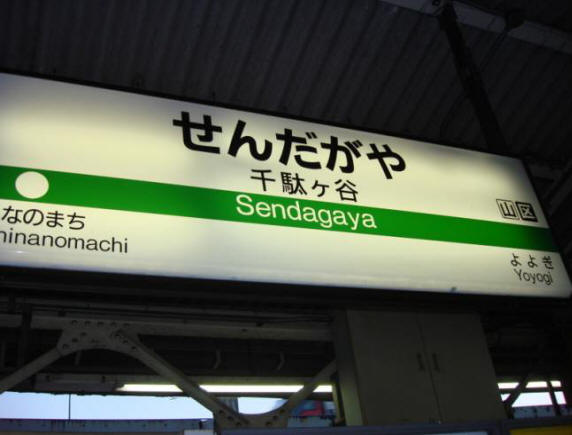 せんだがや
千駄ヶ谷
山区
Sendagaya
なのまち
hinanomachi
よよぎ
Yoyogi